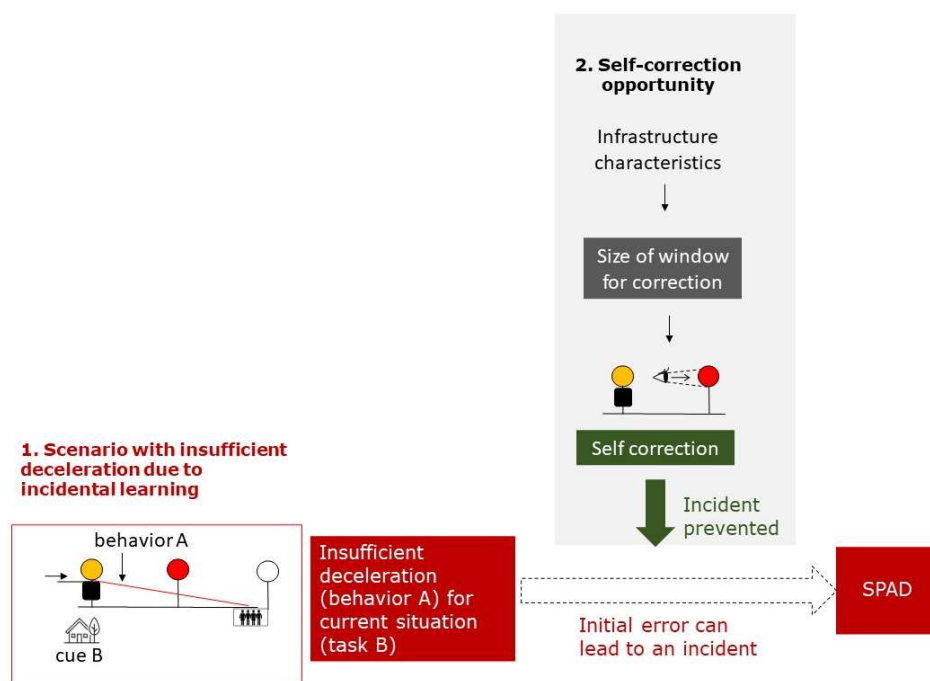 2. Self-correction
opportunity
Infrastructure
characteristics
Size of window
for correction
Self correction
Incident
prevented
1. Scenario with insufficient
deceleration due to
incidental learning
behavior A
cue B
Insufficient
deceleration
(behavior A) for
current situation
(task B)
Initial error can
lead to an incident
SPAD